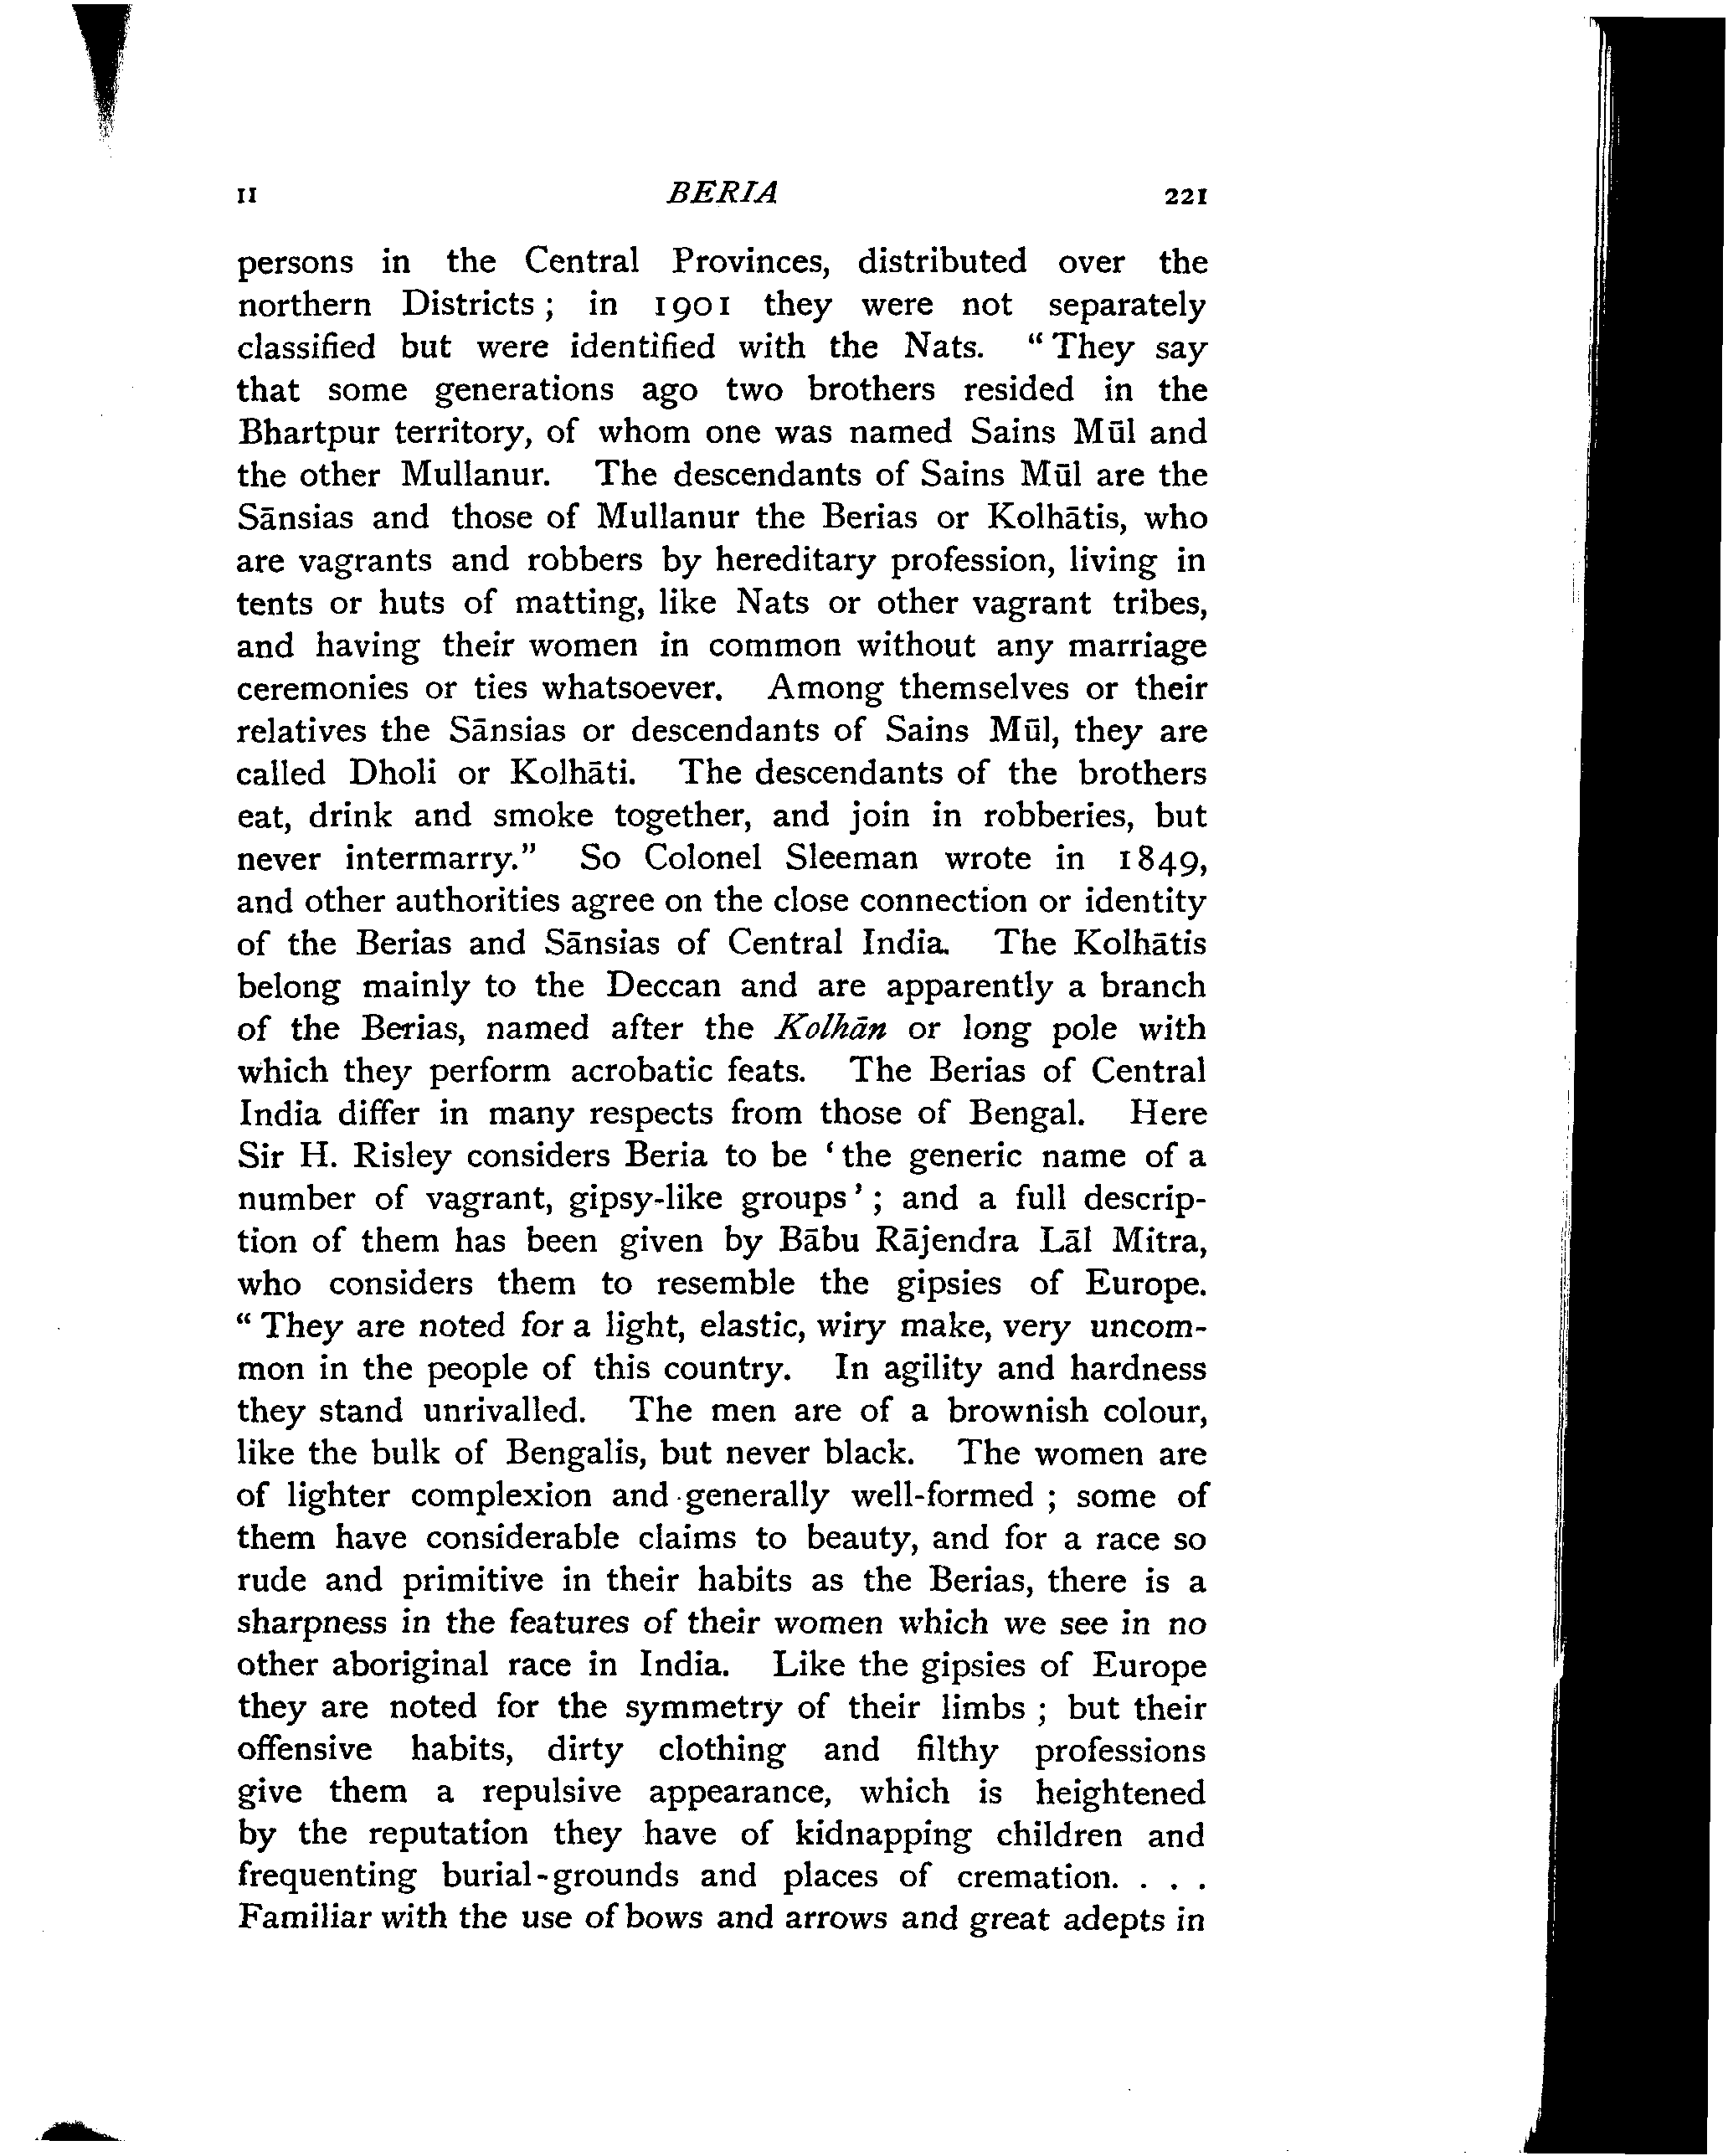 II BERIA 221
persons in the Central Provinces, distributed over the
northern Districts ; in 1901 they were not separately
classified but were identified with the Nats. “ They say
that some generations ago two brothers resided in the
Bhartpur territory, of whom one was named Sains Mūl and
the other Mullanur. The descendants of Sains Mūl are the
Sānsias and those of Mullanur the Berias or Kolhātis, who
are vagrants and robbers by hereditary profession, living in
tents or huts of matting, like Nats or other vagrant tribes,
and having their women in common without any marriage
ceremonies or ties whatsoever. Among themselves or their
relatives the Sānsias or descendants of Sains Mūl, they are
called Dholi or Kolhāti. The descendants of the brothers
eat, drink and smoke together, and join in robberies, but
never intermarry.” So Colonel Sleeman wrote in 1849,
and other authorities agree on the close connection or identity
of the Berias and Sānsias of Central India. The Kolhātis
belong mainly to the Deccan and are apparently a branch
of the Berias, named after the Kolhān or long pole with
which they perform acrobatic feats. The Berias of Central
India differ in many respects from those of Bengal. Here
Sir H. Risley considers Beria to be ‘ the generic name of a
number of vagrant, gipsy-like groups ’ ; and a full descrip-
tion of them has been given by Bābu Rājendra Lāl Mitra,
who considers them to resemble the gipsies of Europe.
“ They are noted for a light, elastic, wiry make, very uncom-
mon in the people of this country. In agility and hardness
they stand unrivalled. The men are of a brownish colour,
like the bulk of Bengalis, but never black. The women are
of lighter complexion and generally well-formed ; some of
them have considerable claims to beauty, and for a race so
rude and primitive in their habits as the Berias, there is a
sharpness in the features of their women which we see in no
other aboriginal race in India. Like the gipsies of Europe
they are noted for the symmetry of their limbs ; but their
offensive habits, dirty clothing and filthy professions
give them a repulsive appearance, which is heightened
by the reputation they have of kidnapping children and
frequenting burial-grounds and places of cremation. . . .
Familiar with the use of bows and arrows and great adepts in